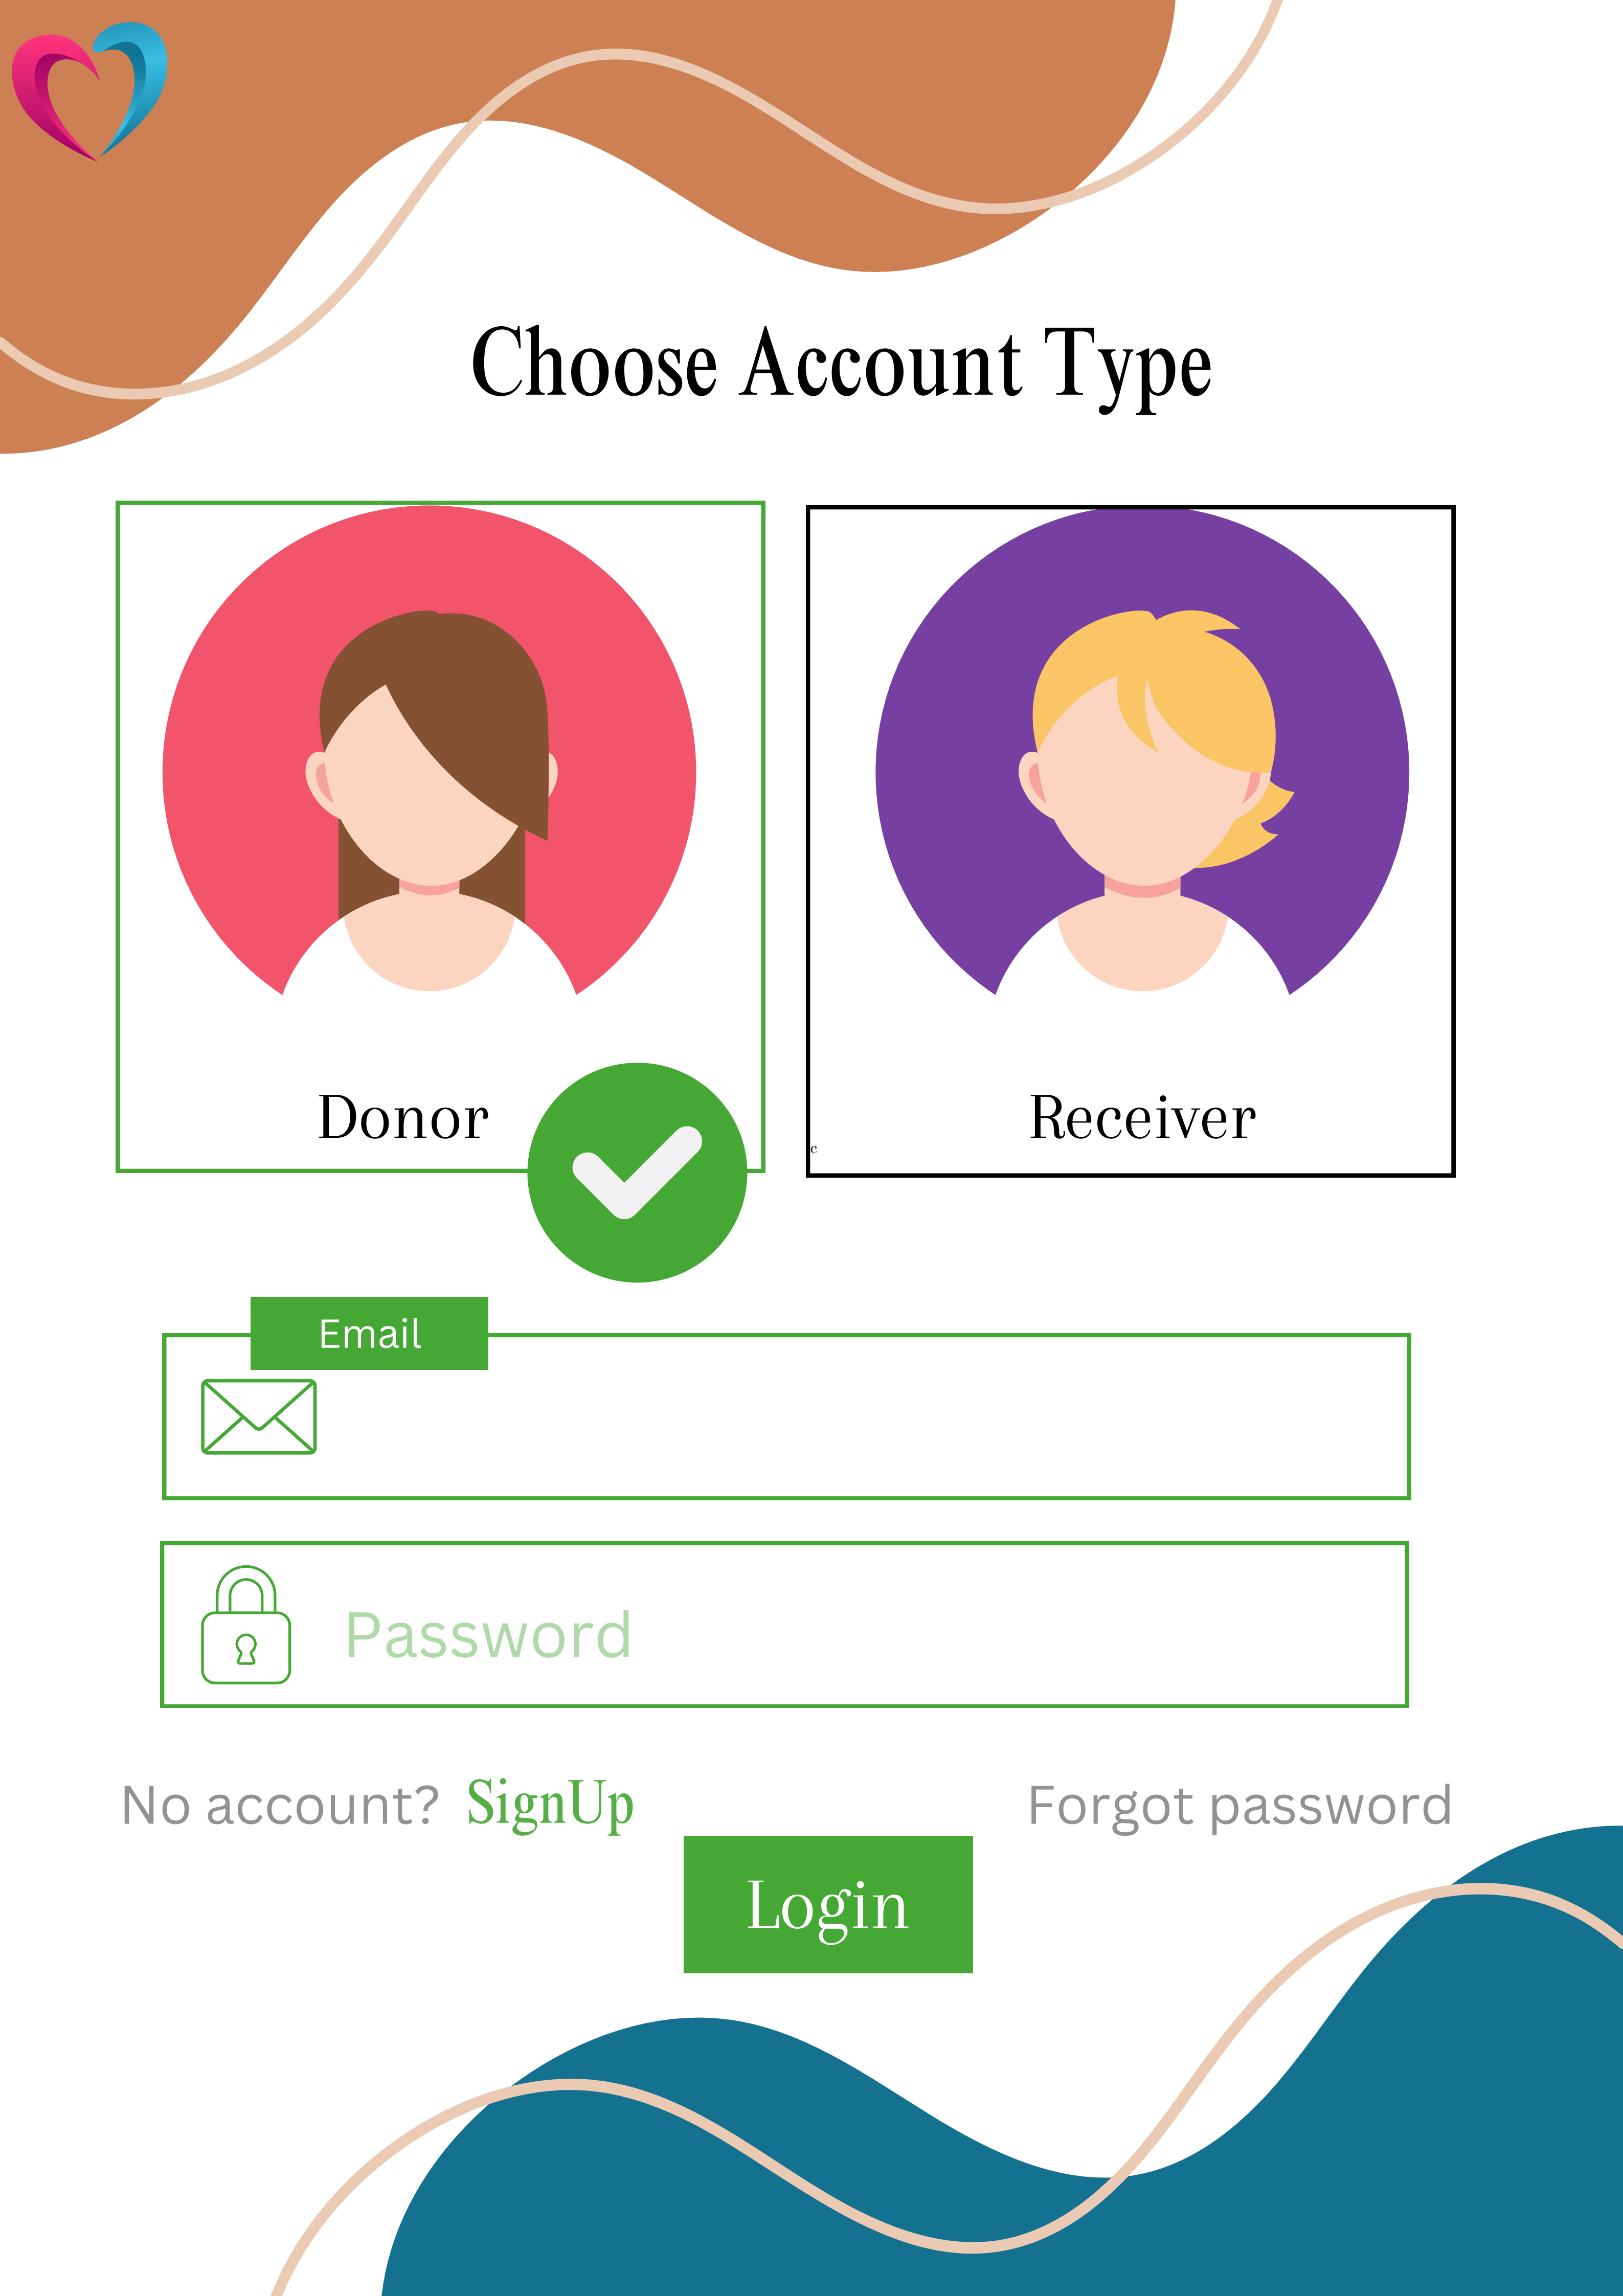 Choose Account Type
Donor
Receiver
c
Email
Password
No account? SignUp
Forgot password
Login